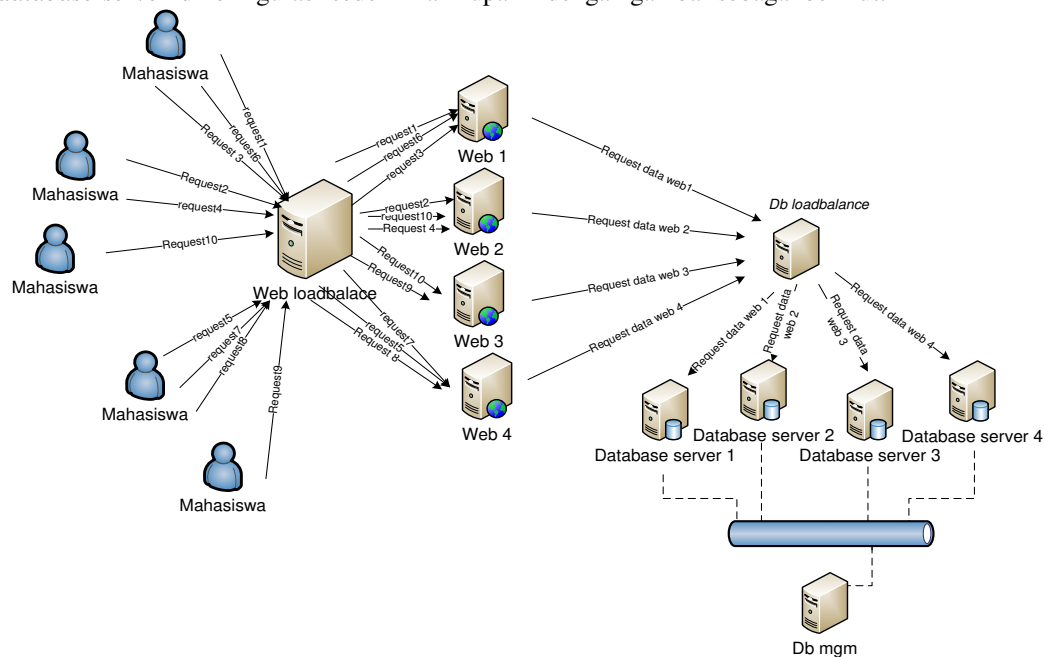 Mahasiswa
request1
request6
Request 3
Mahasiswa
Request2
request4
Mahasiswa
Request10
Mahasiswa
request5
request7
request8
Mahasiswa
Request9
Web loadbalace
request1
request6
request3
Web 1
request2
request10
Request 4
Web 2
Request10
Request9
Web 3
request7
request5
Request 8
Web 4
Request data web1
Request data web 2
Request data web 3
Request data web 4
Db loadbalance
Request data web 1
Request data
web 2
Request data
web 3
Request data web 4
Database server 1
Database server 2
Database server 3
Database server 4
Db mgm